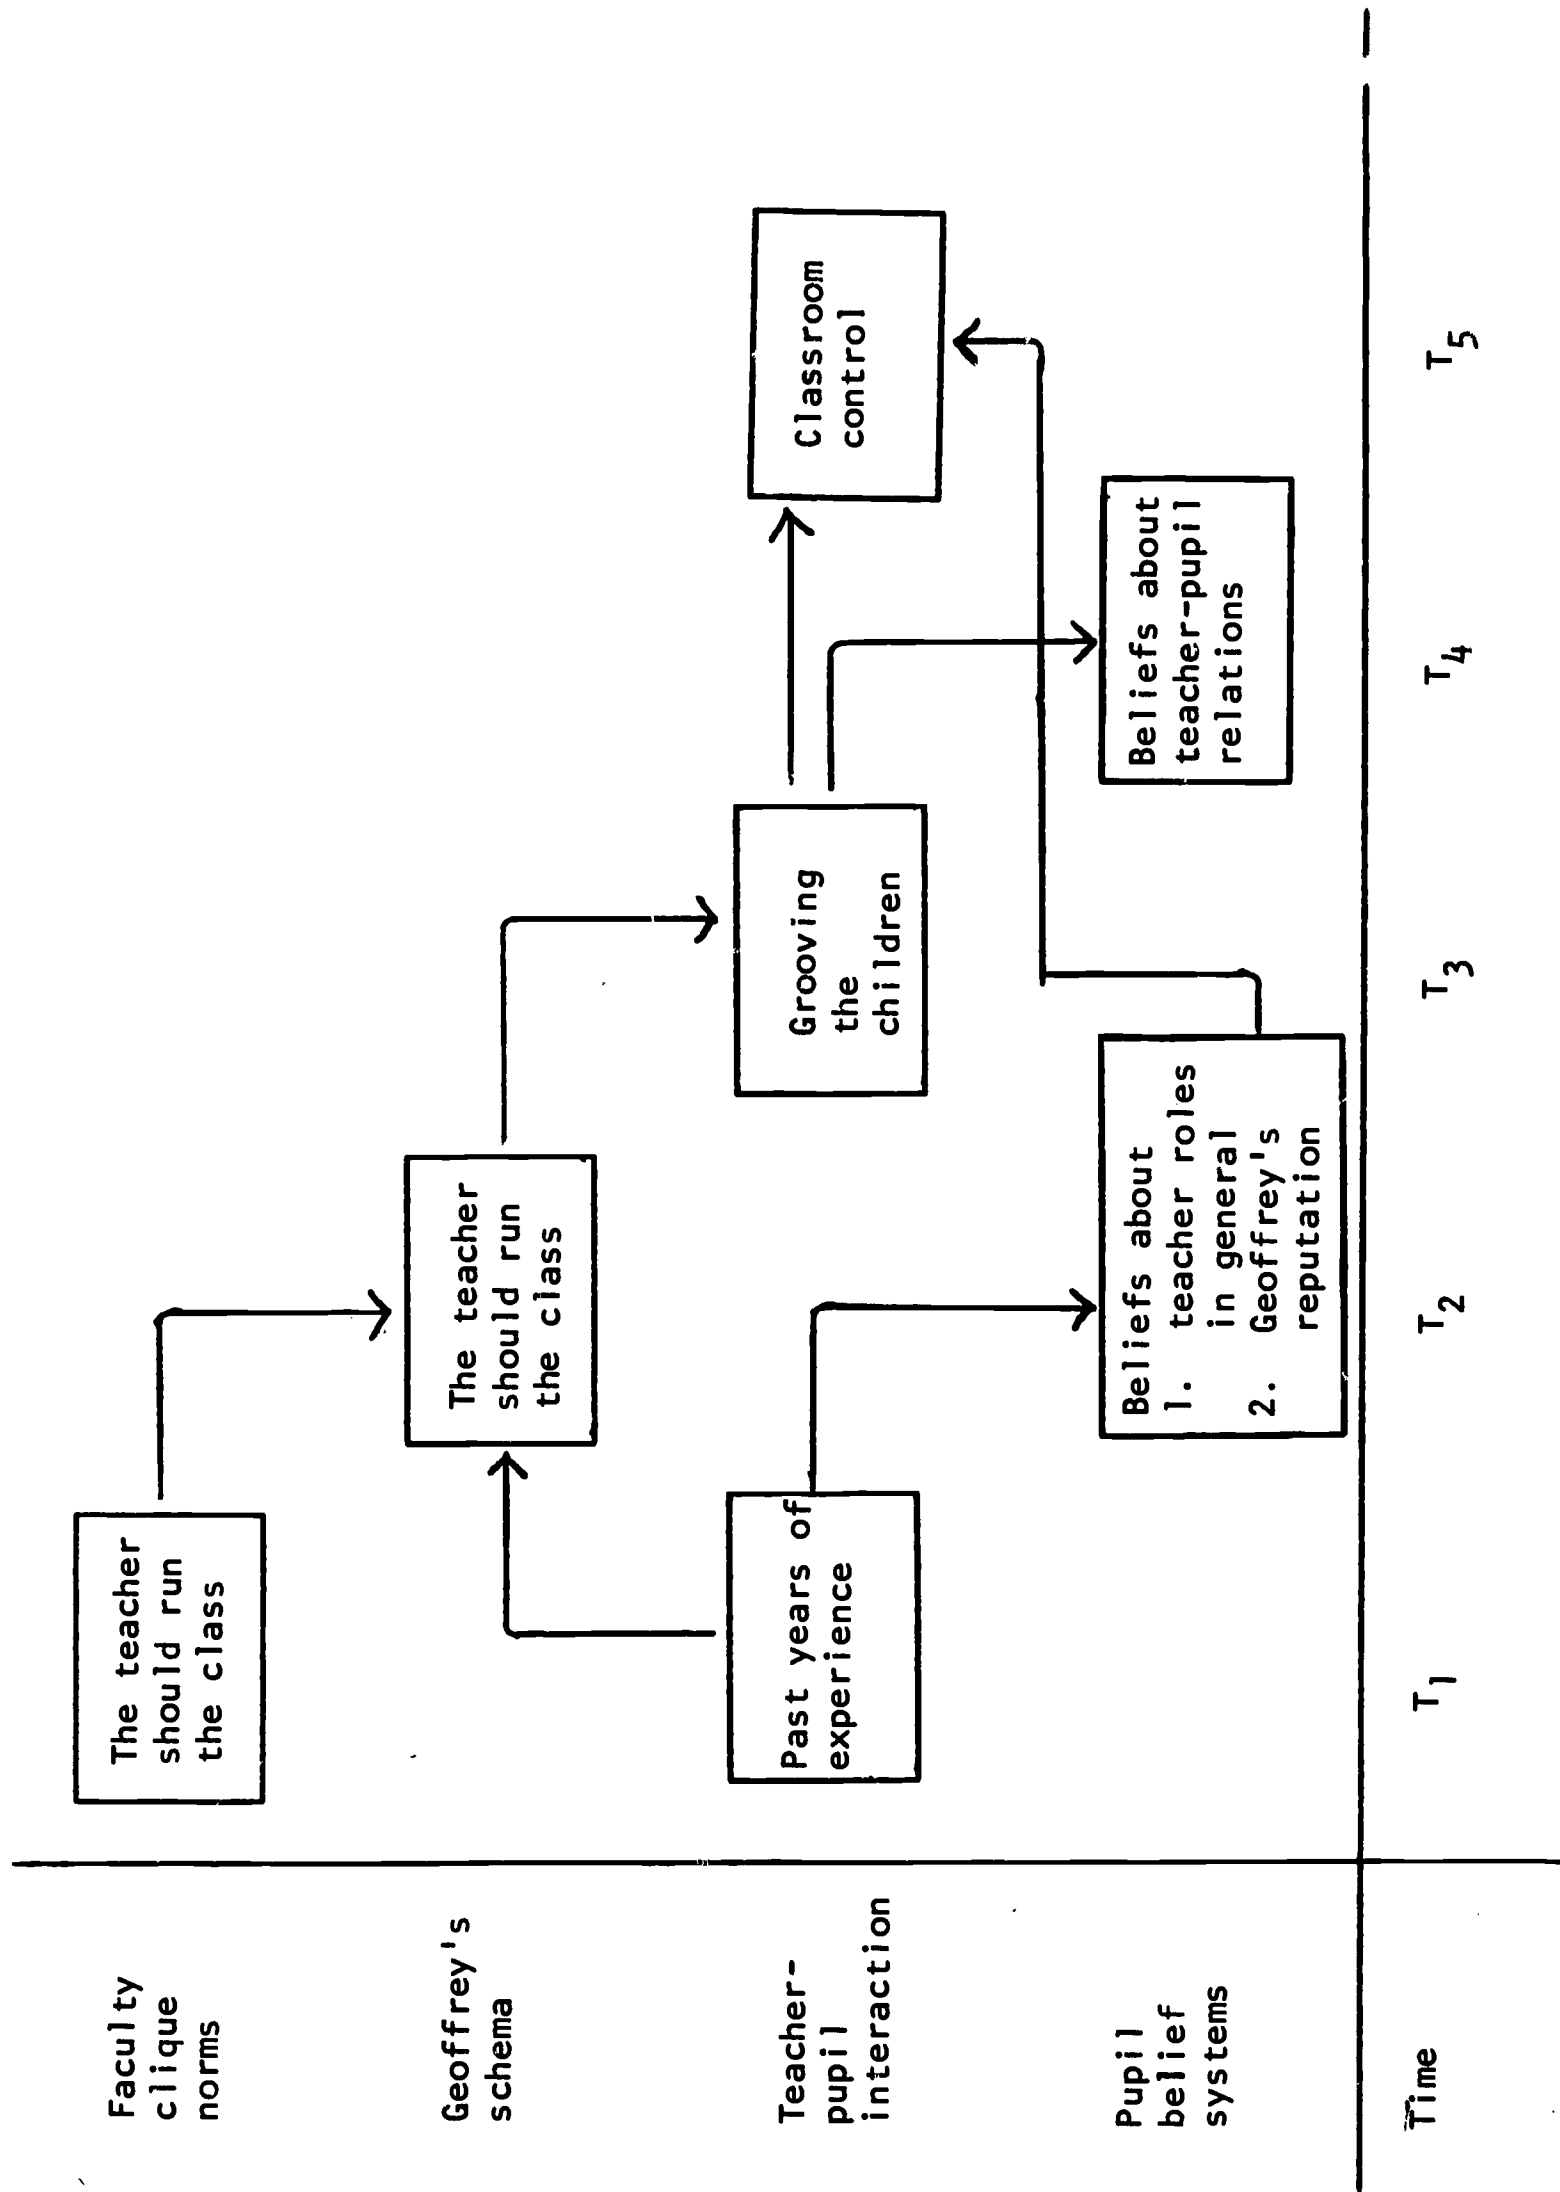 Faculty
clique
norms
The teacher
should run
the class
Geoffrey's
schema
The teacher
should run
the class
Teacher-
pupil
interaction
Past years of
experience
Grooving
the
children
Classroom
control
Pupil
belief
systems
Beliefs about
1. teacher roles
in general
2. Geoffrey's
reputation
Beliefs about
teacher-pupil
relations
Time
T1
T2
T3
T4
T5